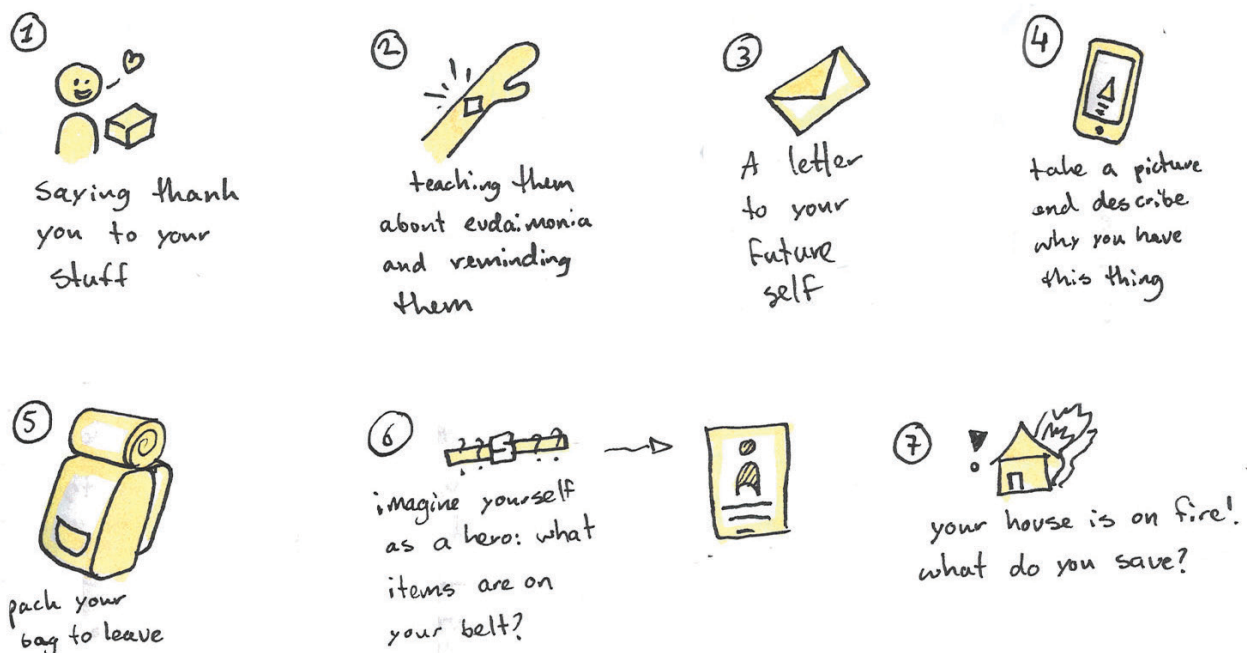 1
saying thank
you to your
stuff
2
teaching them
about eudaimonia
and reminding
them
3
A letter
to your
future
self
4
take a picture
and describe
why you have
this thing
5
pack your
bag to leave
6
? ? ? ?
imagine yourself
as a hero: what
items are on
your belt?
7
!
your house is on fire!
what do you save?